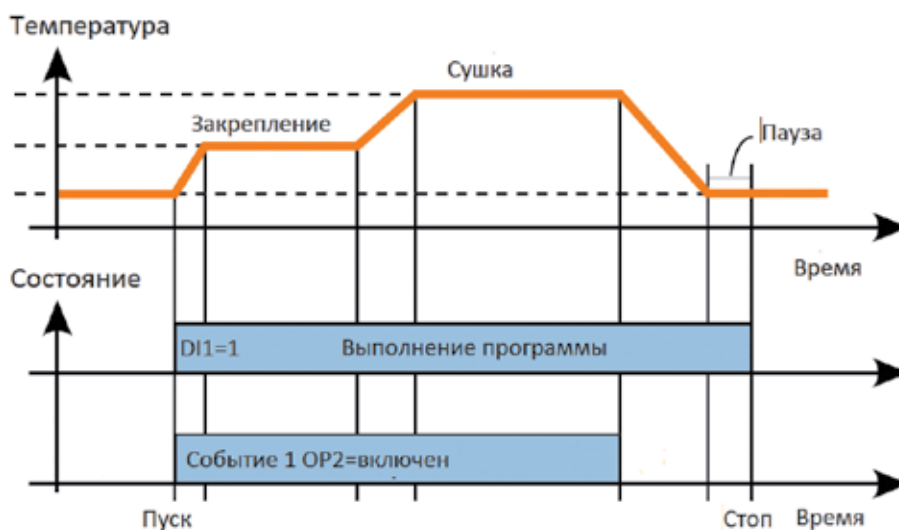 Температура
Сушка
Закрепление
Пауза
Время
Состояние
DI1=1 Выполнение программы
Событие 1 OP2=включен
Пуск
Стоп
Время